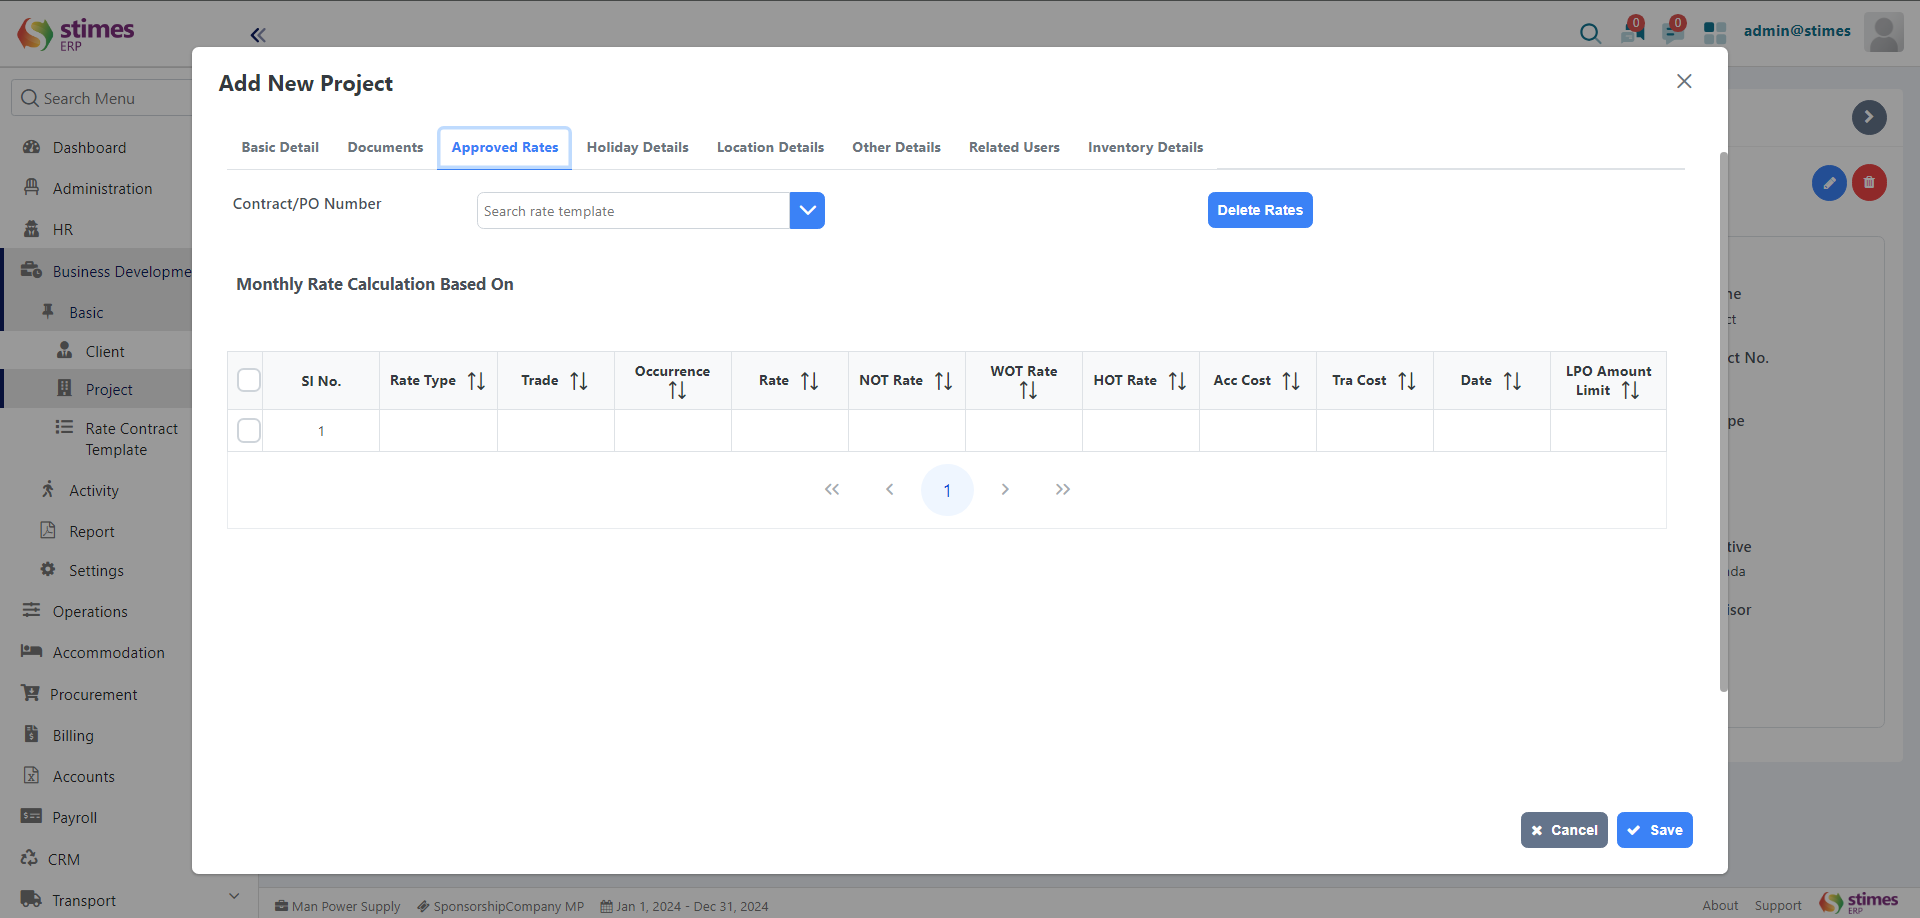 stimes
ERP
0
0
admin@stimes
Search Menu
Dashboard
Administration
HR
Business Developme
Basic
Client
Project
Rate Contract
Template
Activity
Report
Settings
Operations
Accommodation
Procurement
Billing
Accounts
Payroll
CRM
Transport
Add New Project
Basic Detail Documents Approved Rates Holiday Details Location Details Other Details Related Users Inventory Details
Contract/PO Number
Search rate template
Delete Rates
Monthly Rate Calculation Based On
Sl No. Rate Type Trade Occurrence Rate NOT Rate WOT Rate HOT Rate Acc Cost Tra Cost Date LPO Amount
Limit
1
1
Cancel
Save
ne
ct
ct No.
pe
tive
da
isor
Man Power Supply SponsorshipCompany MP Jan 1, 2024 - Dec 31, 2024
About Support
stimes
ERP